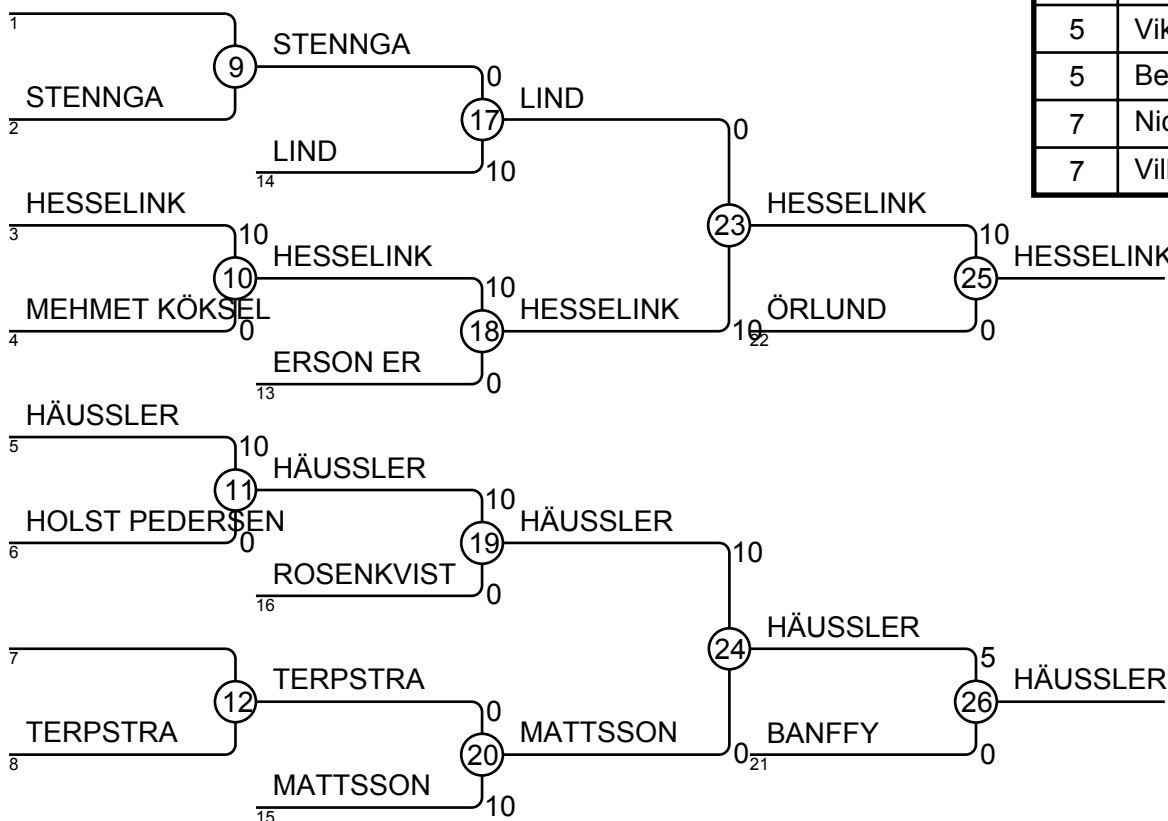 1
STENNGA
9
STENNGA
2
0
17
LIND
LIND
14
10
0
HESSELINK
3
10
HESSELINK
10
MEHMET KÖKSEL
4
0
10
18
HESSELINK
ERSON ER
13
0
23
HESSELINK
10
22
ÖRLUND
10
25
HESSELINK
0
HÄUSSLER
5
10
HÄUSSLER
11
HOLST PEDERSEN
6
0
10
19
HÄUSSLER
ROSENKVIST
16
0
10
7
TERPSTRA
12
TERPSTRA
8
0
20
MATTSSON
MATTSSON
15
10
24
HÄUSSLER
0
21
BANFFY
5
26
HÄUSSLER
0
5
5
7
7